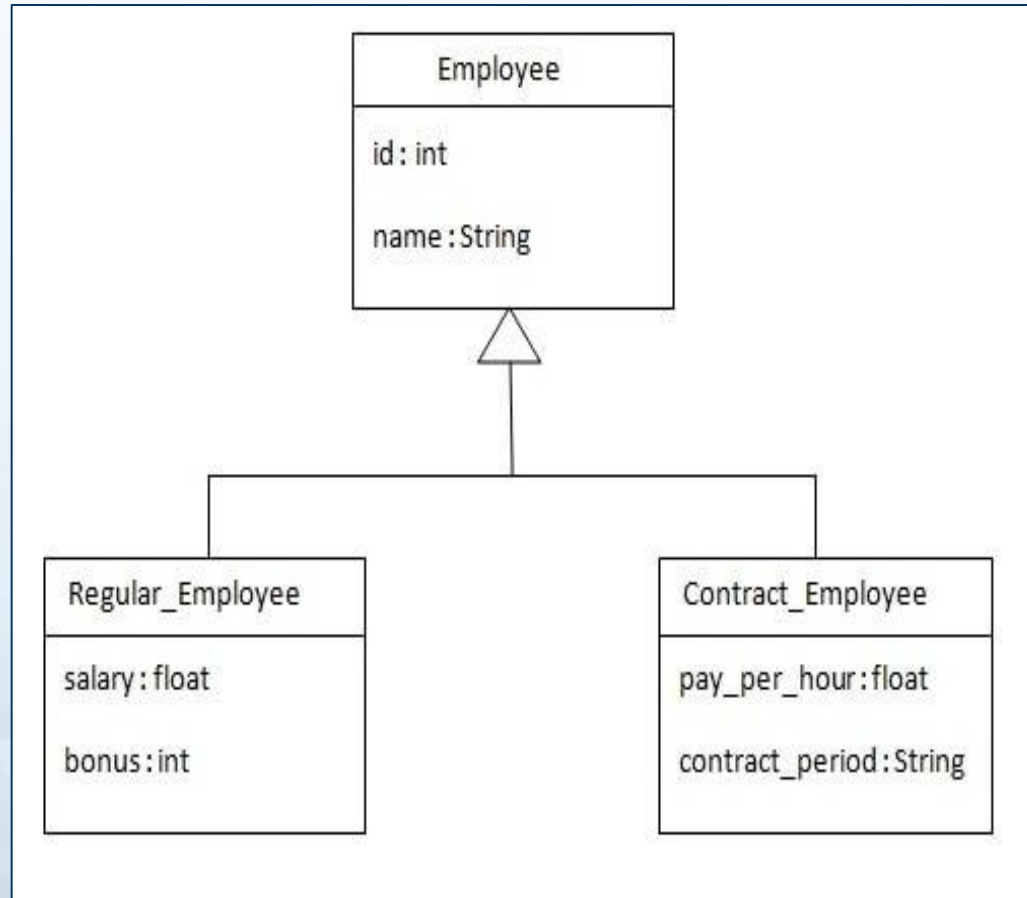 Employee
id: int
name:String
Regular_Employee
salary:float
bonus:int
Contract_Employee
pay_per_hour:float
contract_period:String